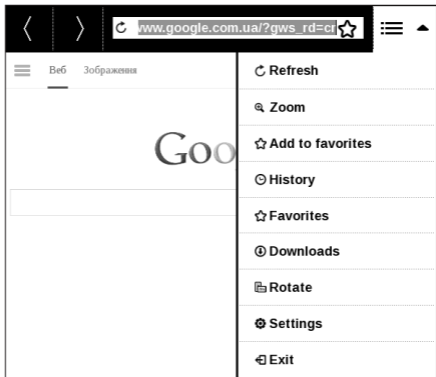 www.google.com.ua/?gws_rd=cr
Веб Зображення
Goo
Refresh
Zoom
Add to favorites
History
Favorites
Downloads
Rotate
Settings
Exit